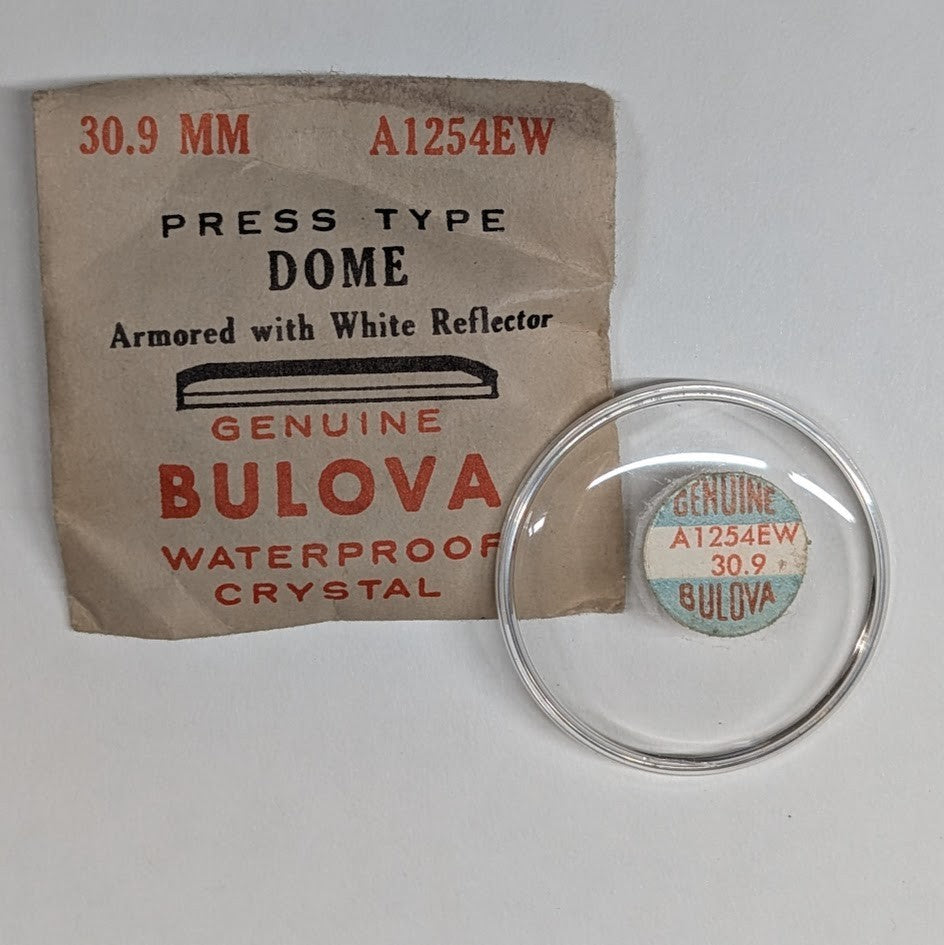 30.9 MM A1254EW
PRESS TYPE
DOME
Armored with White Reflector
GENUINE
BULOVA
WATERPROOF
CRYSTAL
GENUINE
A1254EW
30.9
BULOVA